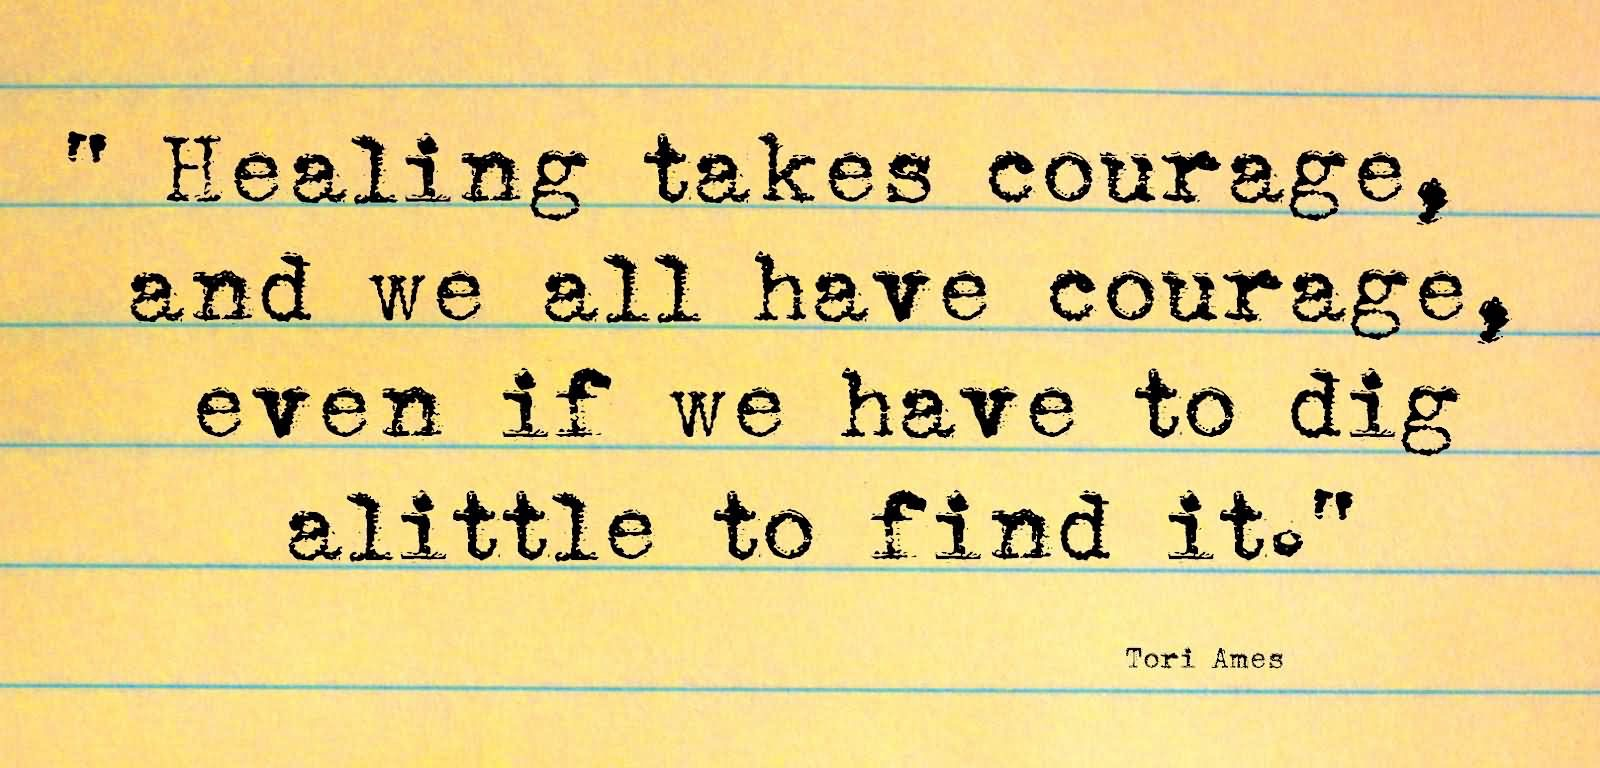 " Healing takes courage,
and we all have courage,
even if we have to dig
alittle to find it."
Tori Ames